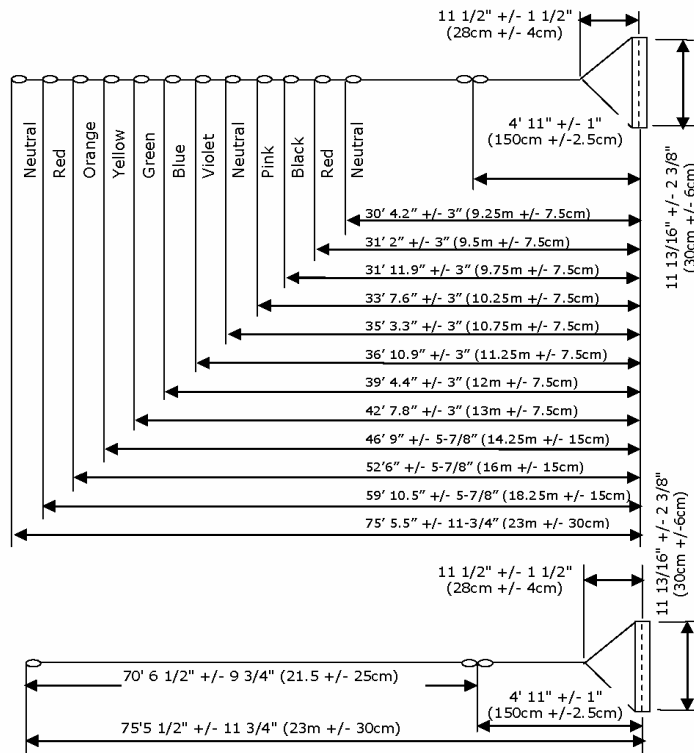 11 1/2" +/- 1 1/2"
(28cm +/- 4cm)
4' 11" +/- 1"
(150cm +/-2.5cm)
11 13/16" +/- 2 3/8"
(30cm +/- 6cm)
Neutral
Red
Orange
Yellow
Green
Blue
Violet
Neutral
Pink
Black
Red
Neutral
30’ 4.2” +/- 3” (9.25m +/- 7.5cm)
31’ 2” +/- 3” (9.5m +/- 7.5cm)
31’ 11.9” +/- 3” (9.75m +/- 7.5cm)
33’ 7.6” +/- 3” (10.25m +/- 7.5cm)
35’ 3.3” +/- 3” (10.75m +/- 7.5cm)
36’ 10.9” +/- 3” (11.25m +/- 7.5cm)
39’ 4.4” +/- 3” (12m +/- 7.5cm)
42’ 7.8” +/- 3” (13m +/- 7.5cm)
46’ 9” +/- 5-7/8” (14.25m +/- 15cm)
52’6” +/- 5-7/8” (16m +/- 15cm)
59’ 10.5” +/- 5-7/8” (18.25m +/- 15cm)
75’ 5.5” +/- 11-3/4” (23m +/- 30cm)
11 1/2" +/- 1 1/2"
(28cm +/- 4cm)
11 13/16" +/- 2 3/8"
(30cm +/-6cm)
70' 6 1/2" +/- 9 3/4" (21.5 +/- 25cm)
4' 11" +/- 1"
(150cm +/-2.5cm)
75'5 1/2" +/- 11 3/4" (23m +/- 30cm)